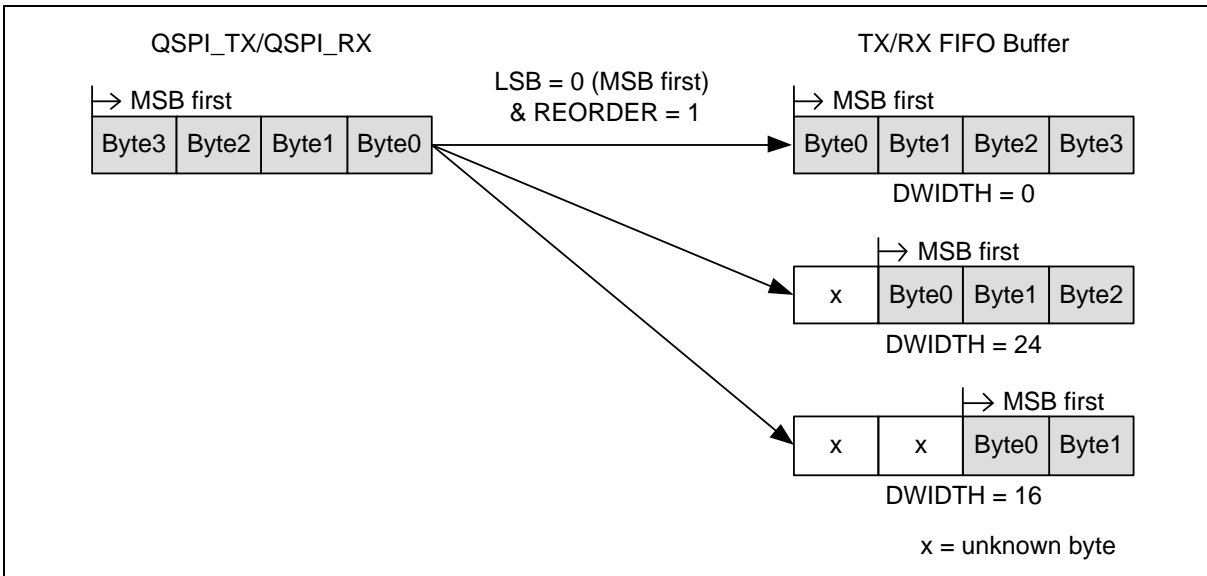 QSPI_TX/QSPI_RX
TX/RX FIFO Buffer
LSB = 0 (MSB first)
& REORDER = 1
MSB first
MSB first
Byte3 Byte2 Byte1 Byte0
Byte0 Byte1 Byte2 Byte3
DWIDTH = 0
MSB first
x Byte0 Byte1 Byte2
DWIDTH = 24
MSB first
x x Byte0 Byte1
DWIDTH = 16
x = unknown byte